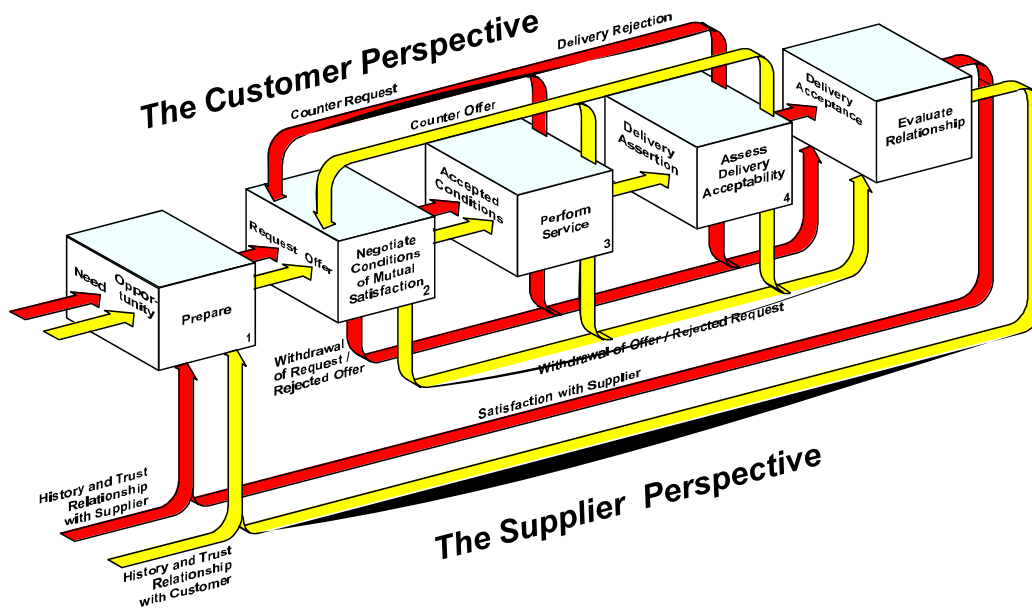 The Customer Perspective
Delivery Rejection
Counter Request
Counter Offer
Need
Oppor-
tunity
Prepare
1
Request
Offer
Negotiate
Conditions
of Mutual
Satisfaction
2
Accepted
Conditions
Perform
Service
3
Delivery
Assertion
Assess
Delivery
Acceptability
4
Delivery
Acceptance
Evaluate
Relationship
Withdrawal
of Request /
Rejected Offer
Withdrawal of Offer / Rejected Request
Satisfaction with Supplier
History and Trust
Relationship
with Supplier
The Supplier Perspective
History and Trust
Relationship
with Customer